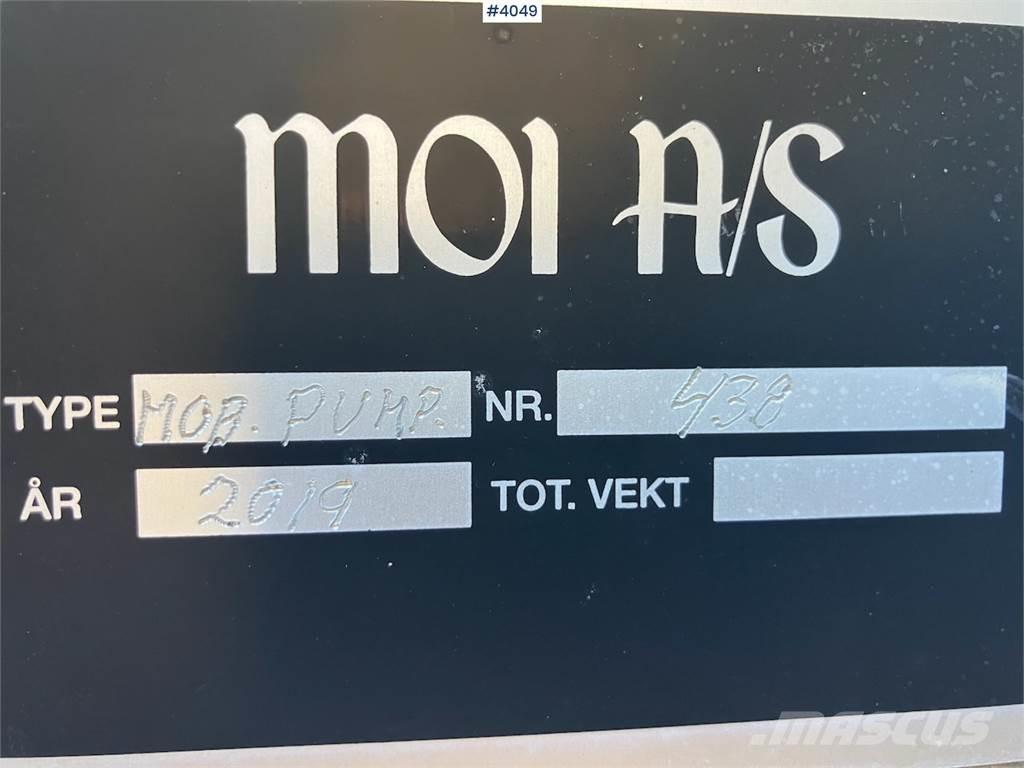 #4049
MOI A/S
TYPE MOB. PUMP. NR. 438
ÅR 2019 TOT. VEKT
MASCUS